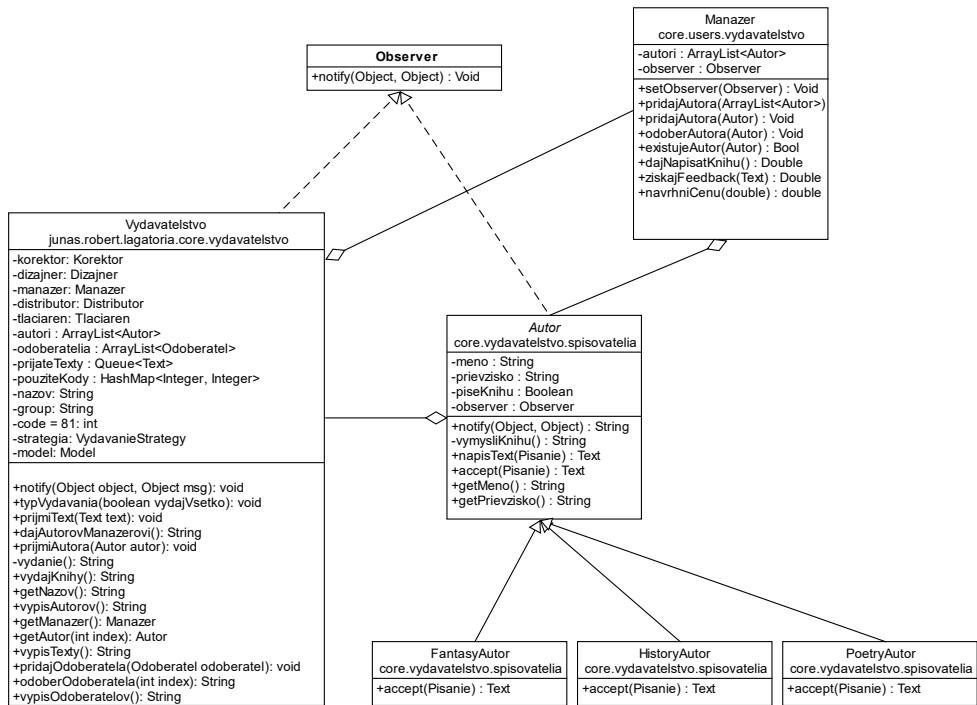 Observer
+notify(Object, Object) : Void
Manazer
core.users.vydavatelstvo
-autori : ArrayList<Autor>
-observer : Observer
+setObserver(Observer) : Void
+pridajAutora(ArrayList<Autor>)
+pridajAutora(Autor) : Void
+odoberAutora(Autor) : Void
+existujeAutor(Autor) : Bool
+dajNapisatKnihu() : Double
+ziskajFeedback(Text) : Double
+navrhniCenu(double) : double
Vydavatelstvo
junas.robert.lagatoria.core.vydavatelstvo
-korektor: Korektor
-dizajner: Dizajner
-manazer: Manazer
-distributor: Distributor
-tlaciaren: Tlaciaren
-autori : ArrayList<Autor>
-odoberatelia : ArrayList<Odoberatel>
-prijateTexty : Queue<Text>
-pouziteKody : HashMap<Integer, Integer>
-nazov: String
-group: String
-code = 81: int
-strategia: VydavanieStrategy
-model: Model
+notify(Object object, Object msg): void
+typVydavania(boolean vydajVsetko): void
+prijmiText(Text text): void
+dajAutorovManazerovi(): String
+prijmiAutora(Autor autor): void
-vydanie(): String
+vydajKnihy(): String
+getNazov(): String
+vypisAutorov(): String
+getManazer(): Manazer
+getAutor(int index): Autor
+vypisTexty(): String
+pridajOdoberatela(Odoberatel odoberatel): void
+odoberOdoberatela(int index): String
+vypisOdoberatelov(): String
Autor
core.vydavatelstvo.spisovatelia
-meno : String
-prievzisko : String
-piseKnihu : Boolean
-observer : Observer
+notify(Object, Object) : String
-vymysliKnihu() : String
+napisText(Pisanie) : Text
+accept(Pisanie) : Text
+getMeno() : String
+getPrievzisko() : String
FantasyAutor
core.vydavatelstvo.spisovatelia
+accept(Pisanie) : Text
HistoryAutor
core.vydavatelstvo.spisovatelia
+accept(Pisanie) : Text
PoetryAutor
core.vydavatelstvo.spisovatelia
+accept(Pisanie) : Text